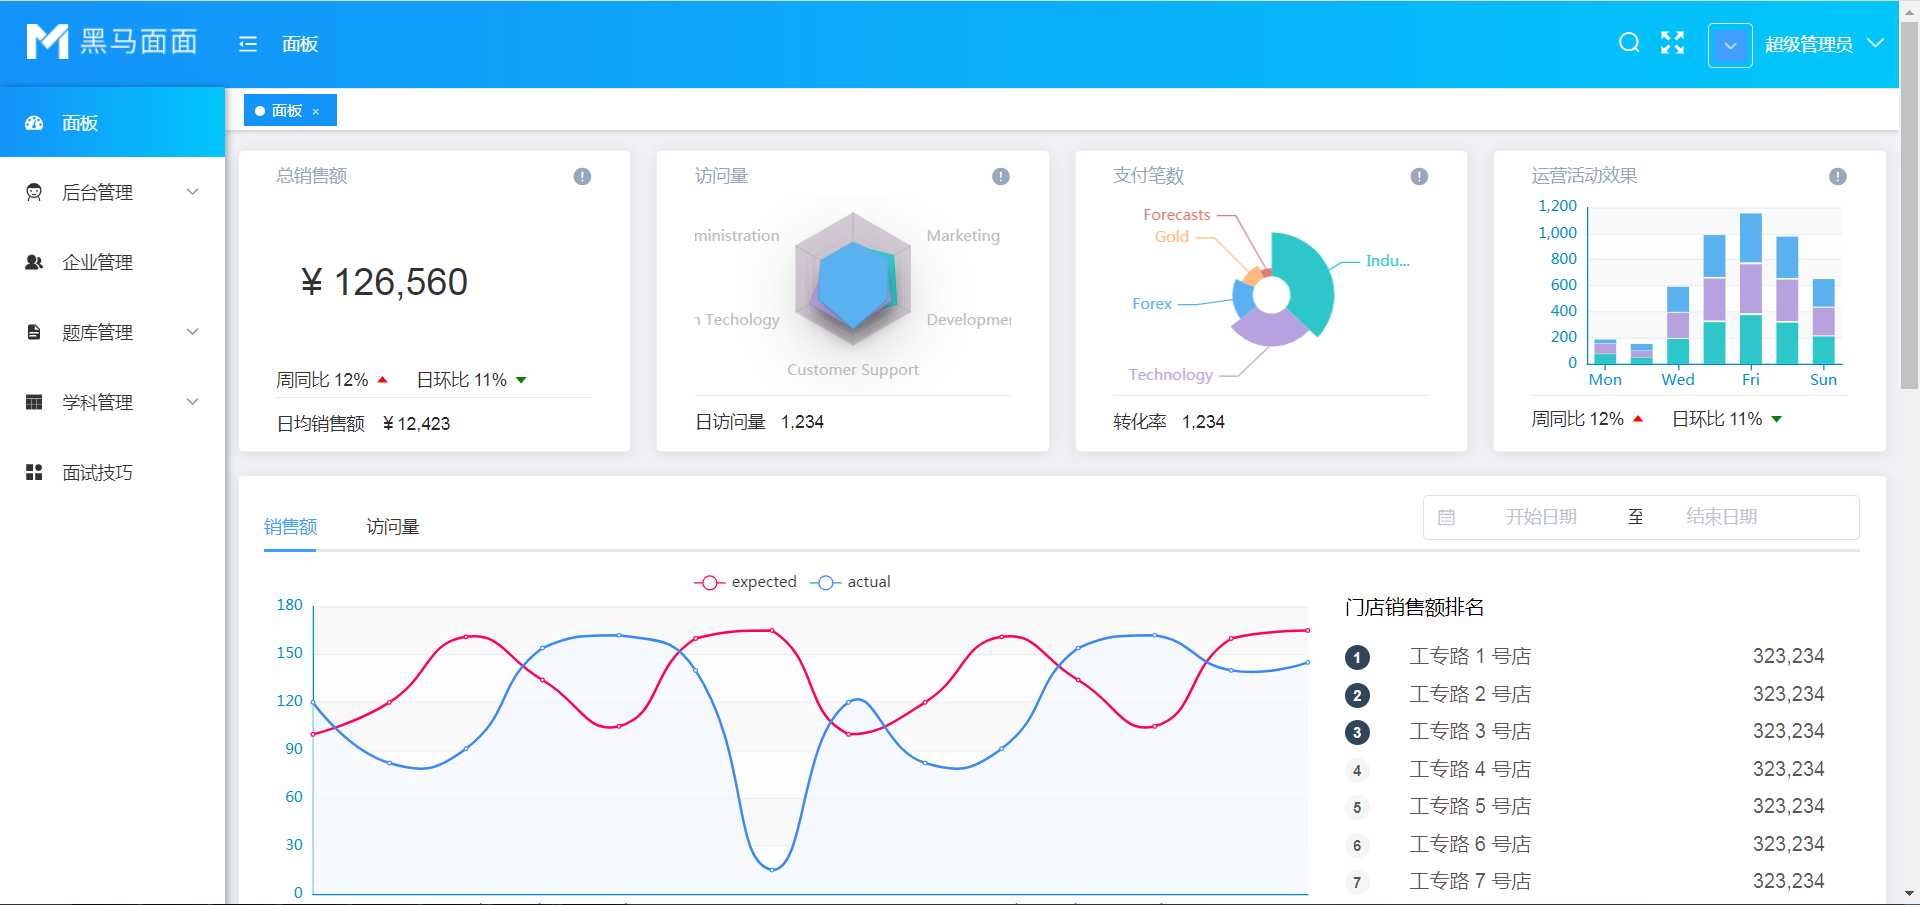 黑马面面
面板
超级管理员
面板
后台管理
企业管理
题库管理
学科管理
面试技巧
面板 ×
总销售额
¥ 126,560
周同比 12% 日环比 11%
日均销售额 ¥ 12,423
访问量
ministration
Marketing
n Techology
Developmen
Customer Support
日访问量 1,234
支付笔数
Forecasts
Gold
Indu...
Forex
Technology
转化率 1,234
运营活动效果
1,200
1,000
800
600
400
200
0
Mon Wed Fri Sun
周同比 12% 日环比 11%
销售额 访问量
开始日期 至 结束日期
expected actual
180
150
120
90
60
30
0
门店销售额排名
1 工专路 1 号店 323,234
2 工专路 2 号店 323,234
3 工专路 3 号店 323,234
4 工专路 4 号店 323,234
5 工专路 5 号店 323,234
6 工专路 6 号店 323,234
7 工专路 7 号店 323,234